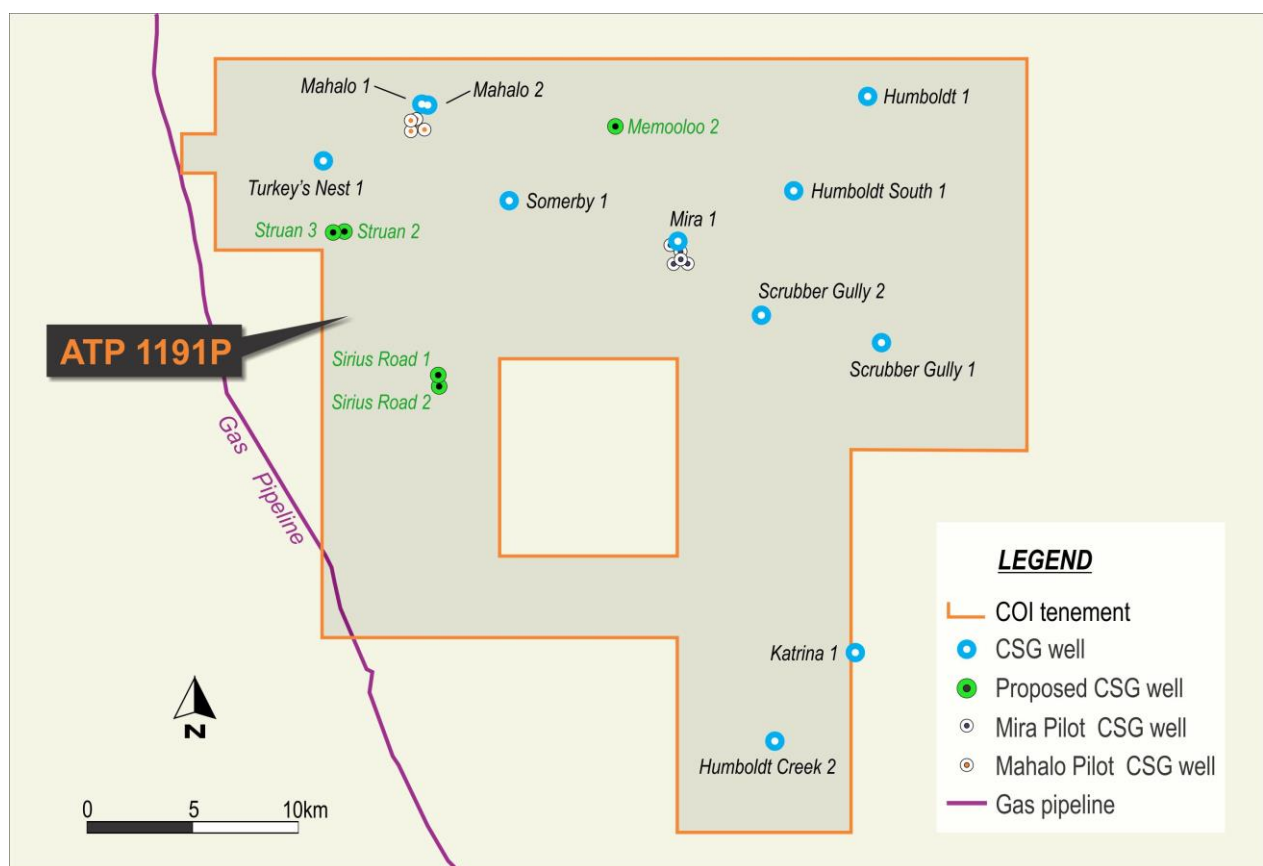 Mahalo 1
Mahalo 2
Humboldt 1
Memooloo 2
Turkey's Nest 1
Somerby 1
Humboldt South 1
Struan 3
Struan 2
Mira 1
Scrubber Gully 2
ATP 1191P
Sirius Road 1
Scrubber Gully 1
Sirius Road 2
Gas Pipeline
LEGEND
COI tenement
CSG well
Proposed CSG well
Mira Pilot CSG well
Mahalo Pilot CSG well
Gas pipeline
Katrina 1
Humboldt Creek 2
N
0 5 10km